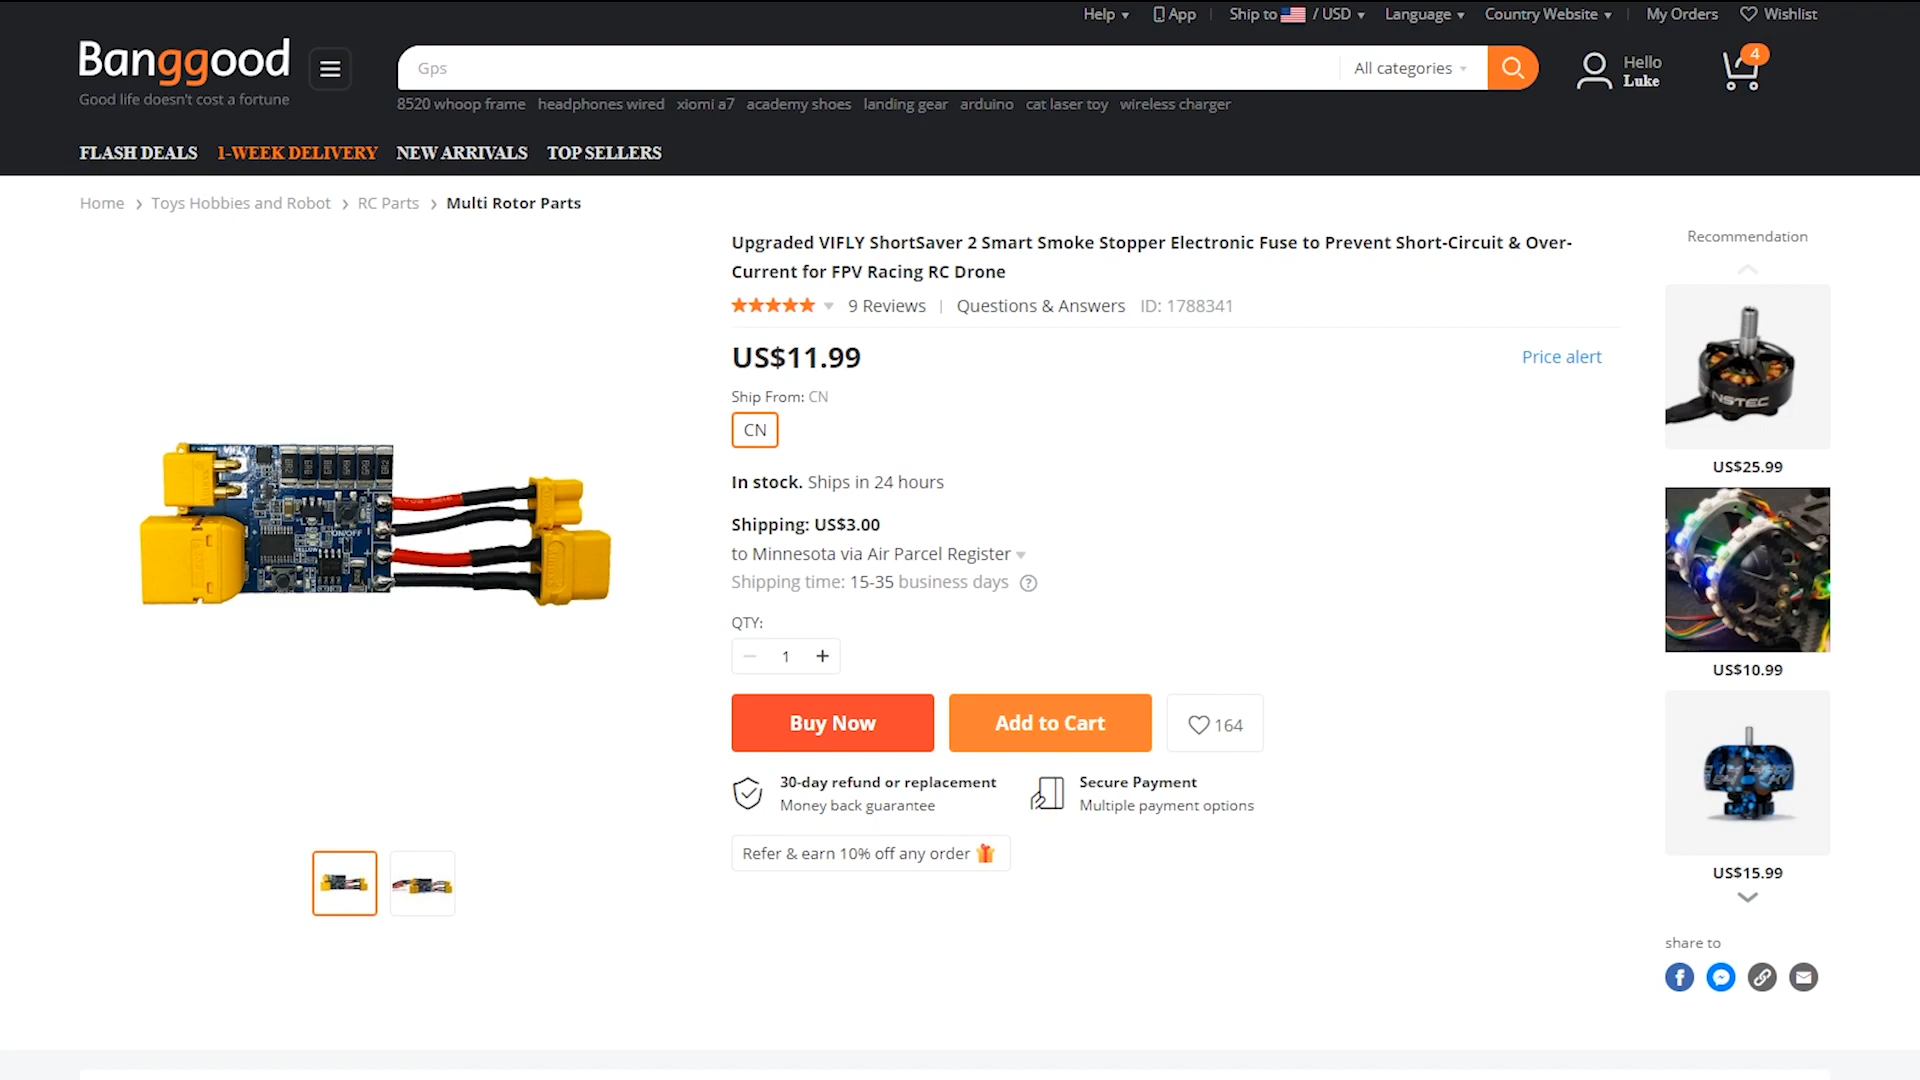 Help
App
Ship to / USD
Language
Country Website
My Orders
Wishlist
Banggood
Good life doesn't cost a fortune
Gps
All categories
Hello
Luke
4
8520 whoop frame headphones wired xiomi a7 academy shoes landing gear arduino cat laser toy wireless charger
FLASH DEALS 1-WEEK DELIVERY NEW ARRIVALS TOP SELLERS
Home > Toys Hobbies and Robot > RC Parts > Multi Rotor Parts
Upgraded VIFLY ShortSaver 2 Smart Smoke Stopper Electronic Fuse to Prevent Short-Circuit & Over-
Current for FPV Racing RC Drone
9 Reviews | Questions & Answers ID: 1788341
US$11.99
Price alert
Ship From: CN
CN
In stock. Ships in 24 hours
Shipping: US$3.00
to Minnesota via Air Parcel Register
Shipping time: 15-35 business days ?
QTY:
− 1 +
Buy Now
Add to Cart
164
30-day refund or replacement
Money back guarantee
Secure Payment
Multiple payment options
Refer & earn 10% off any order
VIFLY
ON/OFF
Recommendation
NSTEC
US$25.99
US$10.99
US$15.99
share to